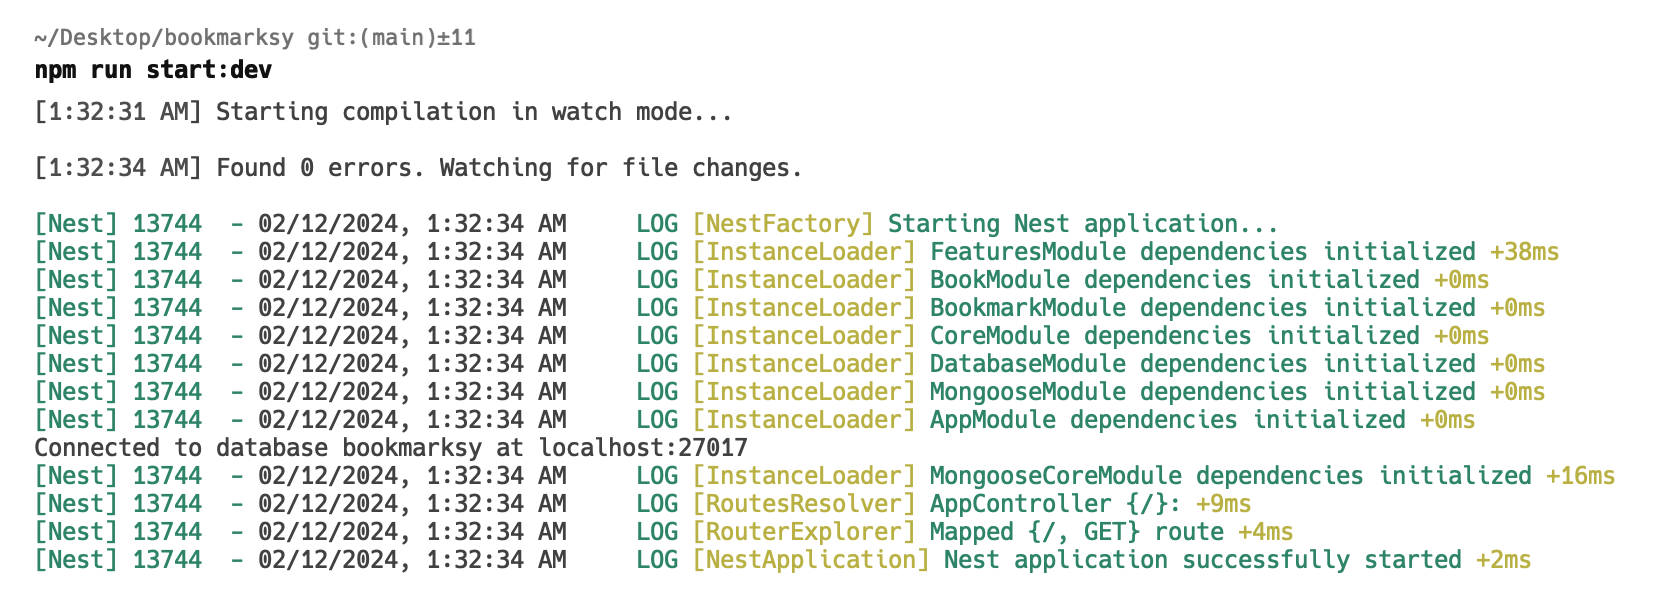 ~/Desktop/bookmarksy git:(main)±11
npm run start:dev
[1:32:31 AM] Starting compilation in watch mode...
[1:32:34 AM] Found 0 errors. Watching for file changes.
[Nest] 13744  - 02/12/2024, 1:32:34 AM     LOG [NestFactory] Starting Nest application...
[Nest] 13744  - 02/12/2024, 1:32:34 AM     LOG [InstanceLoader] FeaturesModule dependencies initialized +38ms
[Nest] 13744  - 02/12/2024, 1:32:34 AM     LOG [InstanceLoader] BookModule dependencies initialized +0ms
[Nest] 13744  - 02/12/2024, 1:32:34 AM     LOG [InstanceLoader] BookmarkModule dependencies initialized +0ms
[Nest] 13744  - 02/12/2024, 1:32:34 AM     LOG [InstanceLoader] CoreModule dependencies initialized +0ms
[Nest] 13744  - 02/12/2024, 1:32:34 AM     LOG [InstanceLoader] DatabaseModule dependencies initialized +0ms
[Nest] 13744  - 02/12/2024, 1:32:34 AM     LOG [InstanceLoader] MongooseModule dependencies initialized +0ms
[Nest] 13744  - 02/12/2024, 1:32:34 AM     LOG [InstanceLoader] AppModule dependencies initialized +0ms
Connected to database bookmarksy at localhost:27017
[Nest] 13744  - 02/12/2024, 1:32:34 AM     LOG [InstanceLoader] MongooseCoreModule dependencies initialized +16ms
[Nest] 13744  - 02/12/2024, 1:32:34 AM     LOG [RoutesResolver] AppController {/}: +9ms
[Nest] 13744  - 02/12/2024, 1:32:34 AM     LOG [RouterExplorer] Mapped {/, GET} route +4ms
[Nest] 13744  - 02/12/2024, 1:32:34 AM     LOG [NestApplication] Nest application successfully started +2ms